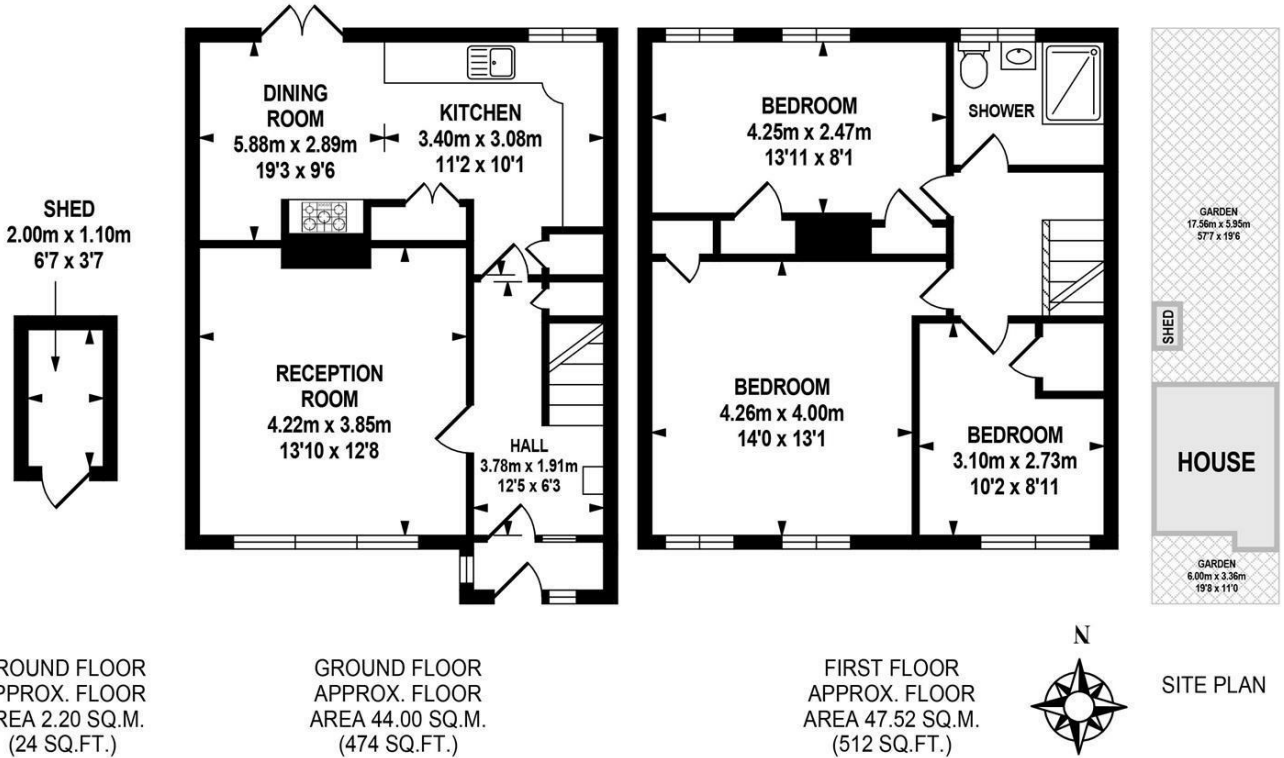 SHED
2.00m x 1.10m
6'7 x 3'7
DINING
ROOM
5.88m x 2.89m
19'3 x 9'6
KITCHEN
3.40m x 3.08m
11'2 x 10'1
RECEPTION
ROOM
4.22m x 3.85m
13'10 x 12'8
HALL
3.78m x 1.91m
12'5 x 6'3
BEDROOM
4.25m x 2.47m
13'11 x 8'1
SHOWER
BEDROOM
4.26m x 4.00m
14'0 x 13'1
BEDROOM
3.10m x 2.73m
10'2 x 8'11
GARDEN
17.56m x 5.95m
57'7 x 19'6
SHED
HOUSE
GARDEN
6.00m x 3.36m
19'8 x 11'0
ROUND FLOOR
PPROX. FLOOR
REA 2.20 SQ.M.
(24 SQ.FT.)
GROUND FLOOR
APPROX. FLOOR
AREA 44.00 SQ.M.
(474 SQ.FT.)
FIRST FLOOR
APPROX. FLOOR
AREA 47.52 SQ.M.
(512 SQ.FT.)
N
SITE PLAN